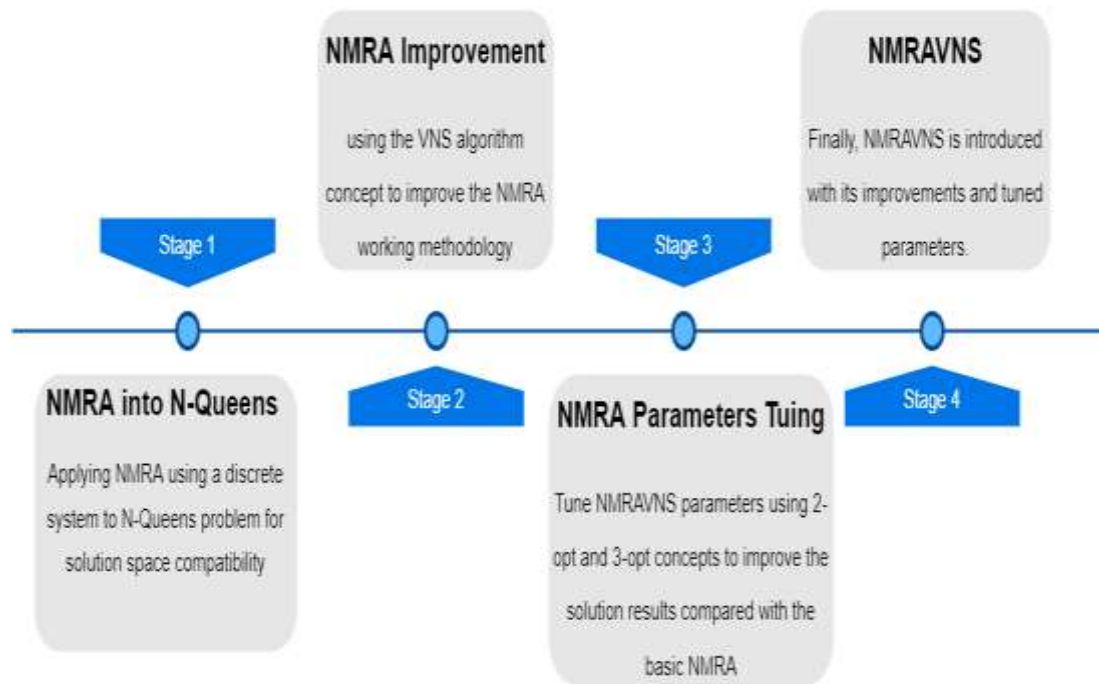 Stage 1
NMRA into N-Queens
Applying NMRA using a discrete
system to N-Queens problem for
solution space compatibility
NMRA Improvement
using the VNS algorithm
concept to improve the NMRA
working methodology
Stage 2
Stage 3
NMRA Parameters Tuing
Tune NMRAVNS parameters using 2-
opt and 3-opt concepts to improve the
solution results compared with the
basic NMRA
NMRAVNS
Finally, NMRAVNS is introduced
with its improvements and tuned
parameters.
Stage 4